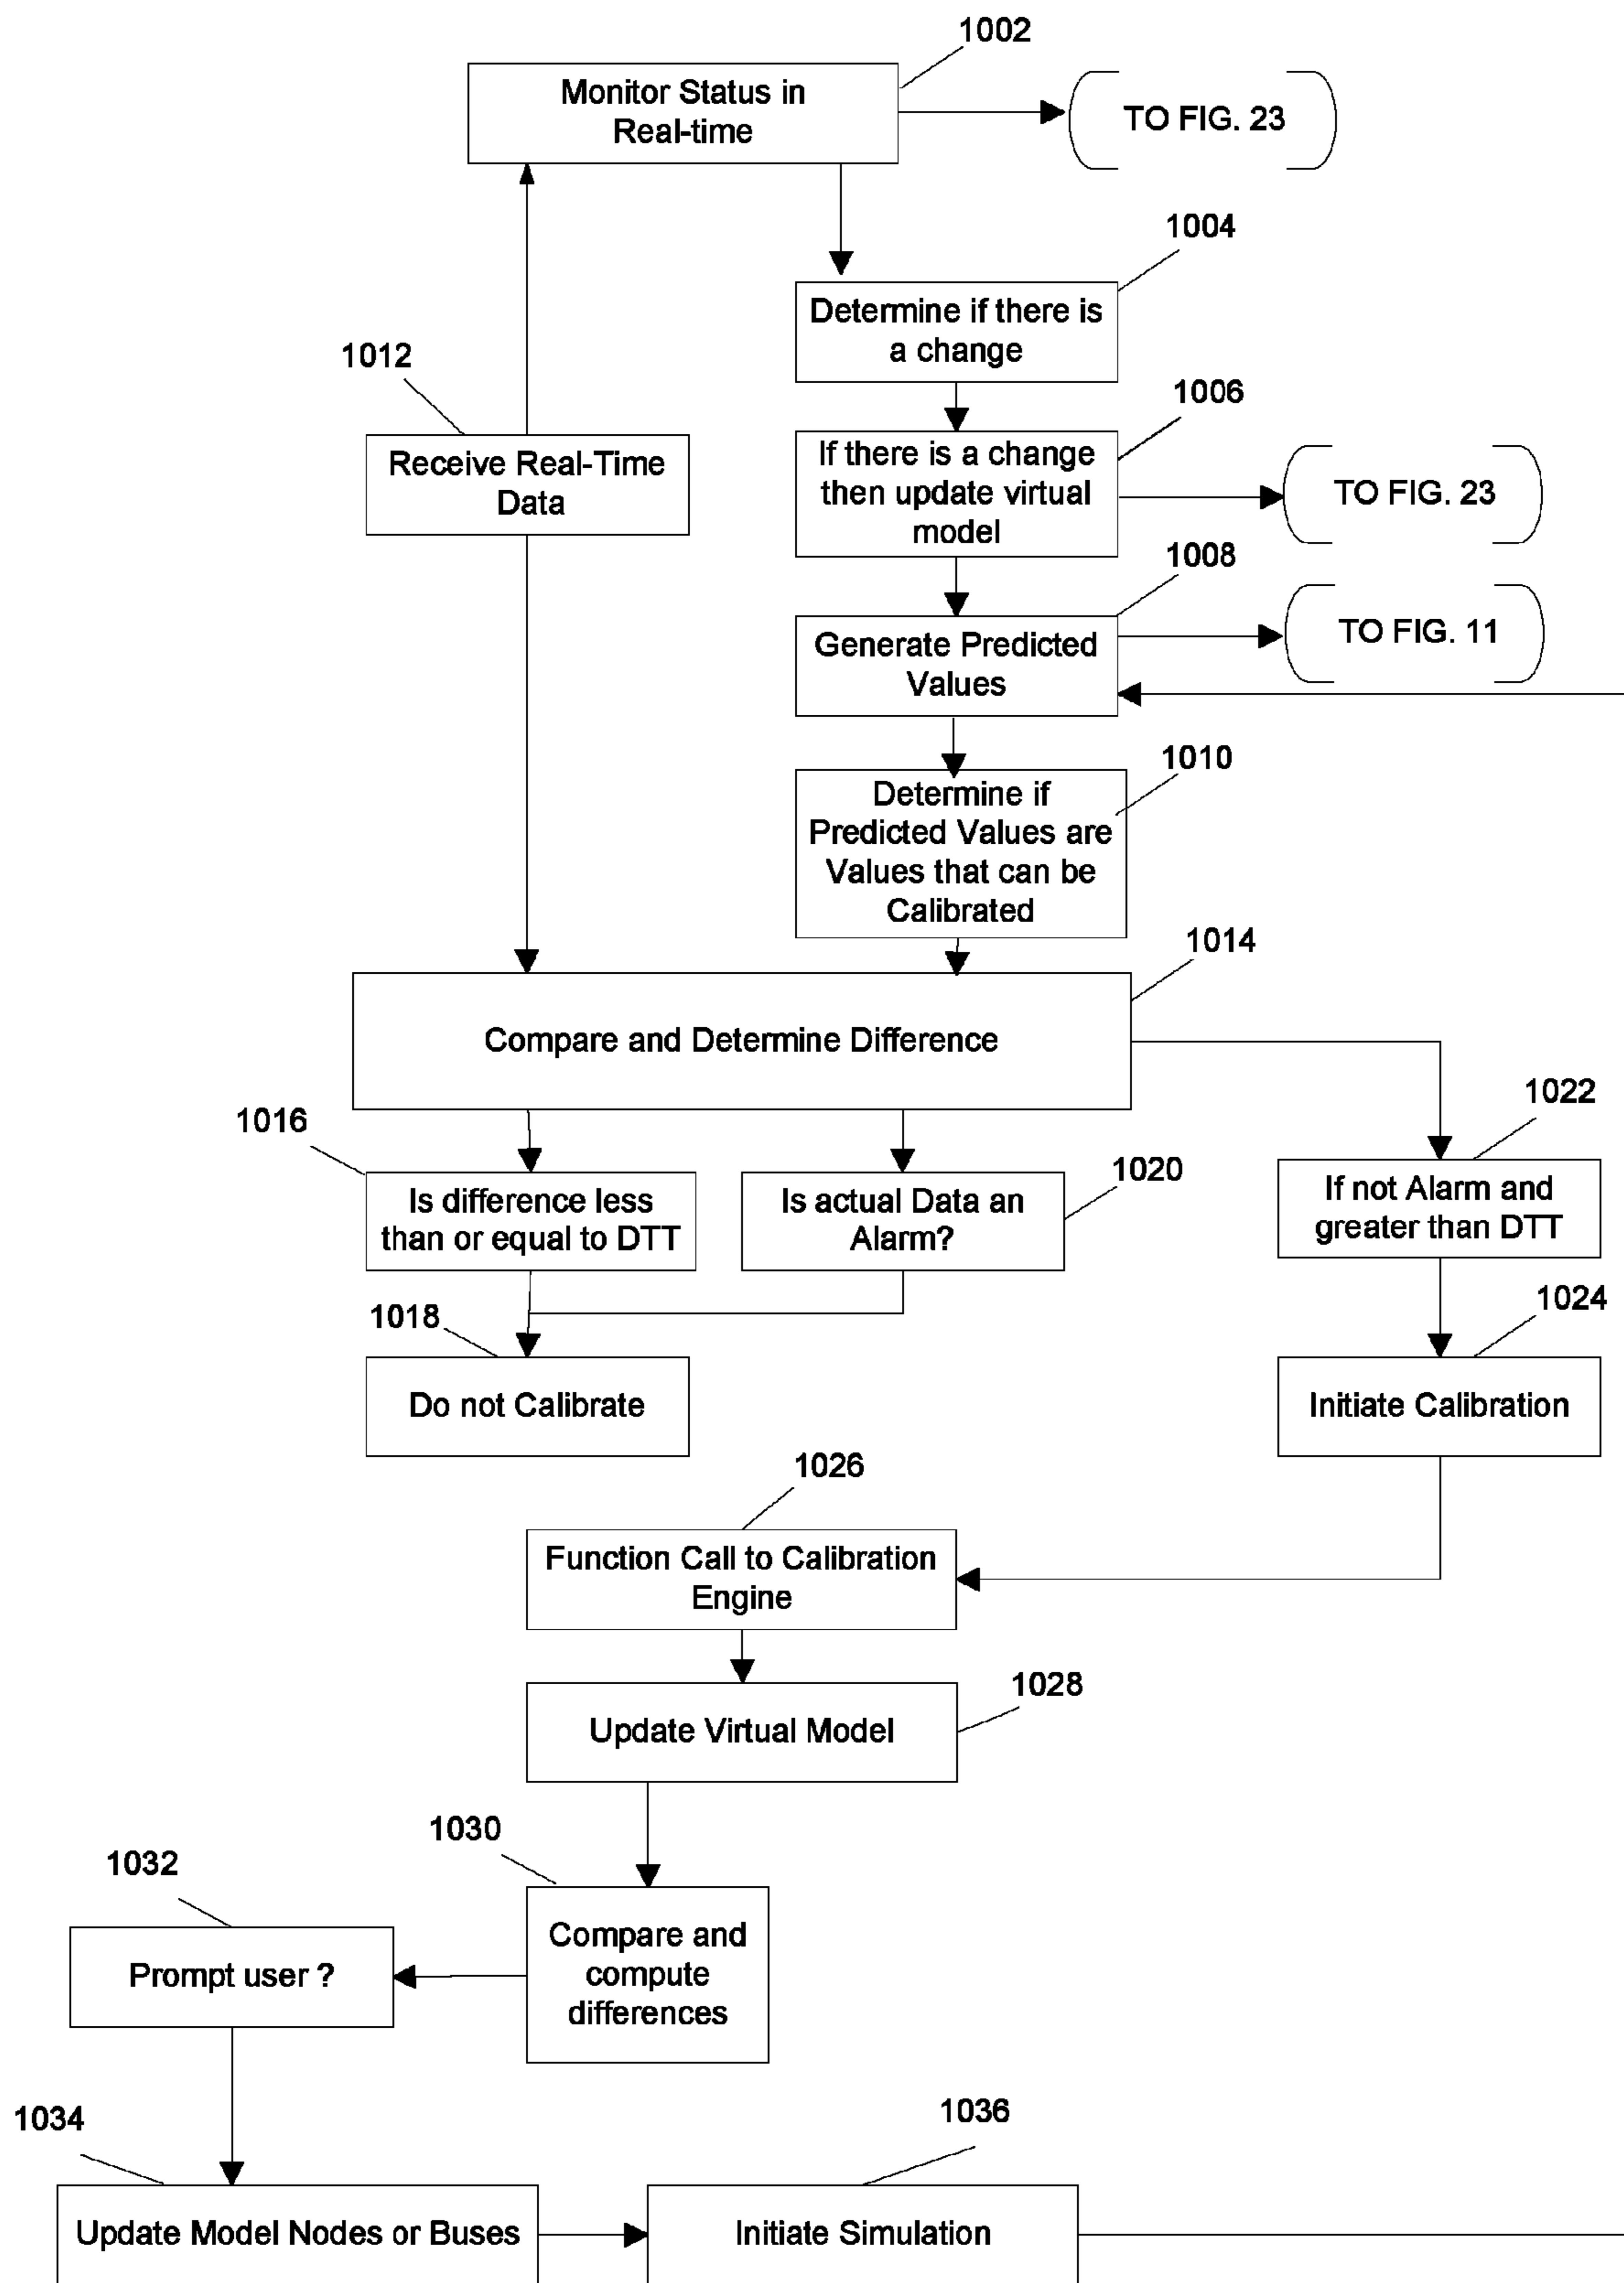 1002
Monitor Status in
Real-time
TO FIG. 23
1004
Determine if there is
a change
1012
Receive Real-Time
Data
1006
If there is a change
then update virtual
model
TO FIG. 23
1008
Generate Predicted
Values
TO FIG. 11
1010
Determine if
Predicted Values are
Values that can be
Calibrated
1014
Compare and Determine Difference
1016
Is difference less
than or equal to DTT
1020
Is actual Data an
Alarm?
1022
If not Alarm and
greater than DTT
1018
Do not Calibrate
1024
Initiate Calibration
1026
Function Call to Calibration
Engine
1028
Update Virtual Model
1030
Compare and
compute
differences
1032
Prompt user ?
1034
Update Model Nodes or Buses
1036
Initiate Simulation